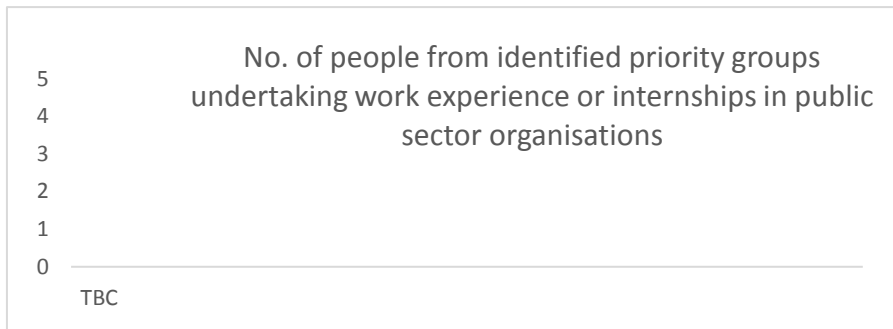 No. of people from identified priority groups
undertaking work experience or internships in public
sector organisations
5
4
3
2
1
0
TBC